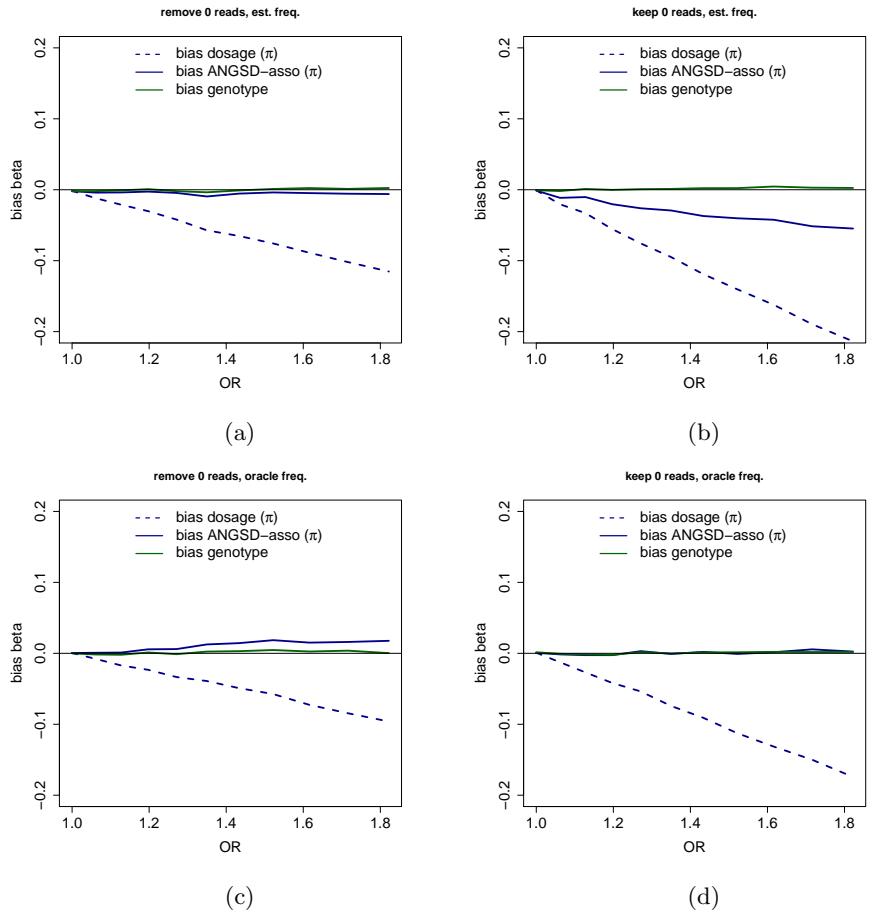 remove 0 reads, est. freq.
bias dosage (π)
bias ANGSD−asso (π)
bias genotype
bias beta
0.2
0.1
0.0
−0.1
−0.2
1.0 1.2 1.4 1.6 1.8
OR
(a)
keep 0 reads, est. freq.
bias dosage (π)
bias ANGSD−asso (π)
bias genotype
bias beta
0.2
0.1
0.0
−0.1
−0.2
1.0 1.2 1.4 1.6 1.8
OR
(b)
remove 0 reads, oracle freq.
bias dosage (π)
bias ANGSD−asso (π)
bias genotype
bias beta
0.2
0.1
0.0
−0.1
−0.2
1.0 1.2 1.4 1.6 1.8
OR
(c)
keep 0 reads, oracle freq.
bias dosage (π)
bias ANGSD−asso (π)
bias genotype
bias beta
0.2
0.1
0.0
−0.1
−0.2
1.0 1.2 1.4 1.6 1.8
OR
(d)